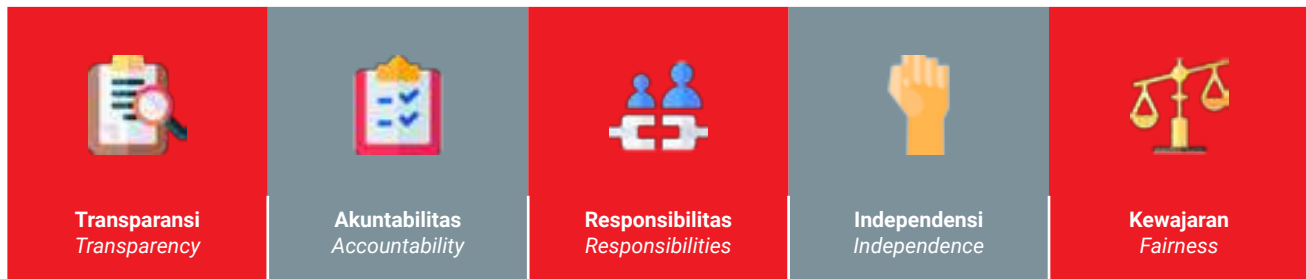 Transparansi
Transparency
Akuntabilitas
Accountability
Responsibilitas
Responsibilities
Independensi
Independence
Kewajaran
Fairness